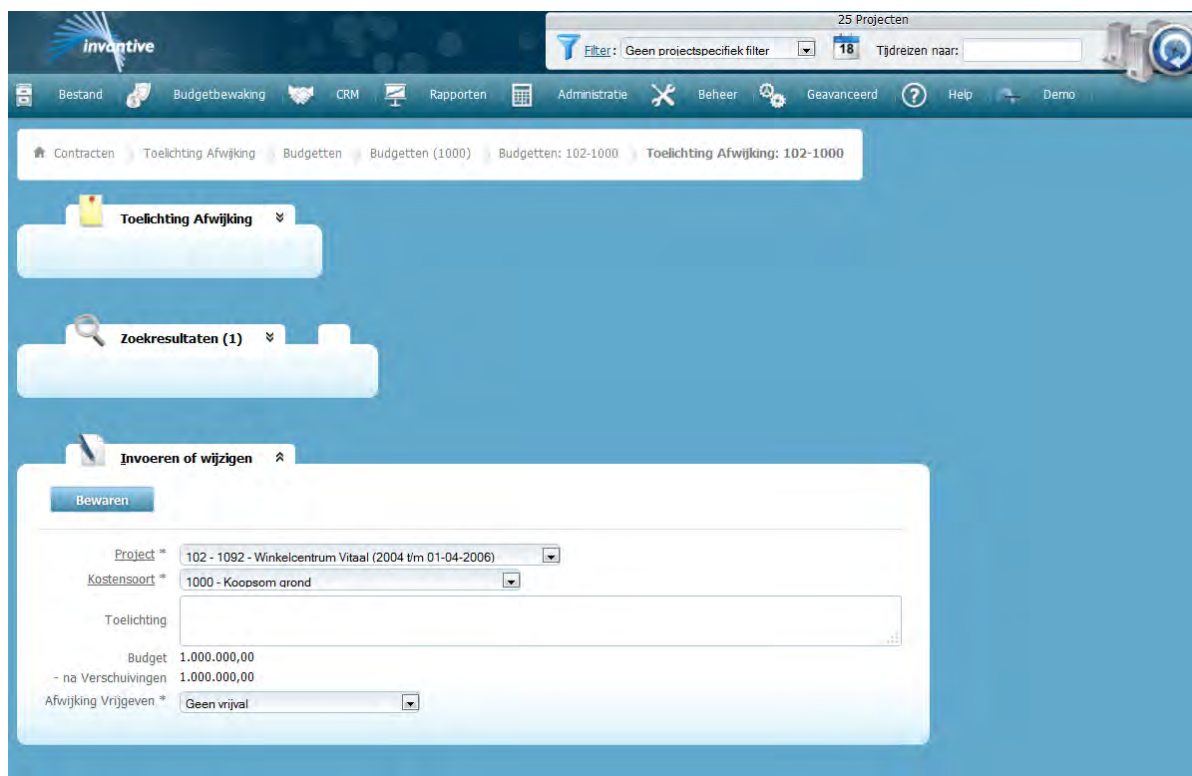 25 Projecten
invantive
Filter: Geen projectspecifiek filter 18 Tijdreizen naar:
Bestand Budgetbewaking CRM Rapporten Administratie Beheer Geavanceerd ? Help Demo
Contracten Toelichting Afwijking Budgetten Budgetten (1000) Budgetten: 102-1000 Toelichting Afwijking: 102-1000
Toelichting Afwijking
Zoekresultaten (1)
Invoeren of wijzigen
Bewaren
Project * 102 - 1092 - Winkelcentrum Vitaal (2004 t/m 01-04-2006)
Kostensoort * 1000 - Koopsom grond
Toelichting
Budget 1.000.000,00
- na Verschuivingen 1.000.000,00
Afwijking Vrijgeven * Geen vrijval